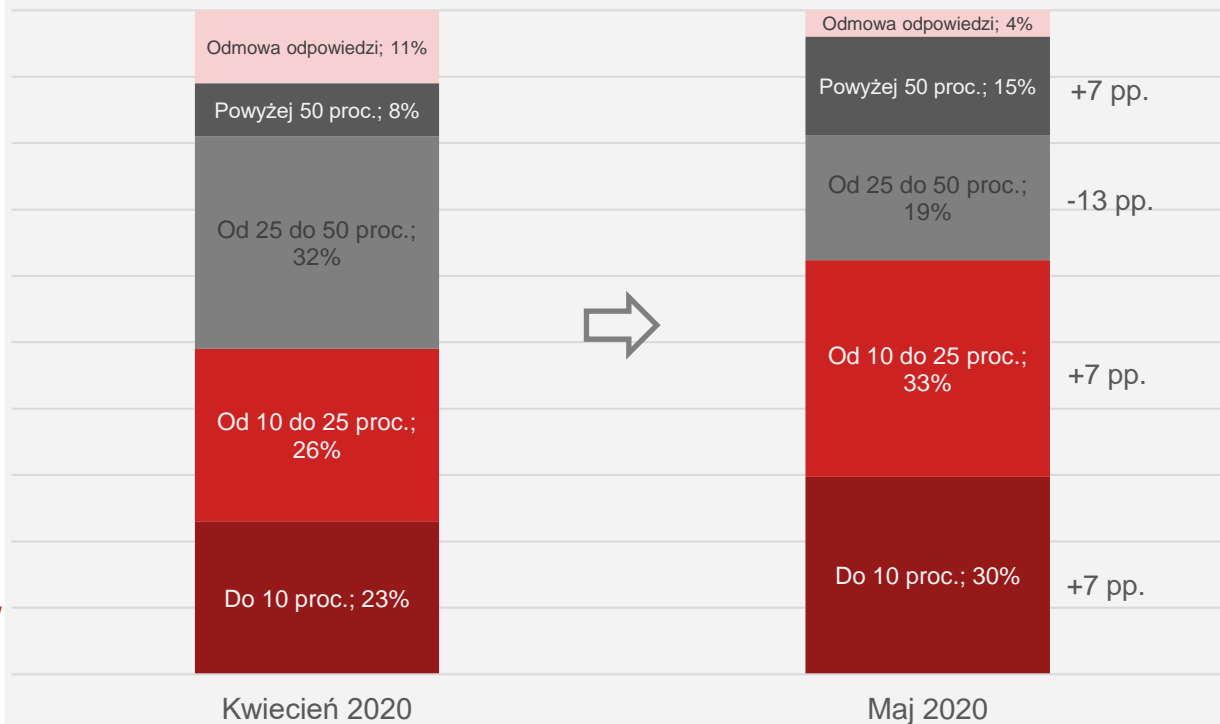 Odmowa odpowiedzi; 11%
Powyżej 50 proc.; 8%
Od 25 do 50 proc.;
32%
Od 10 do 25 proc.;
26%
Do 10 proc.; 23%
Kwiecień 2020
Odmowa odpowiedzi; 4%
Powyżej 50 proc.; 15%
+7 pp.
Od 25 do 50 proc.;
19%
-13 pp.
Od 10 do 25 proc.;
33%
+7 pp.
Do 10 proc.; 30%
+7 pp.
Maj 2020